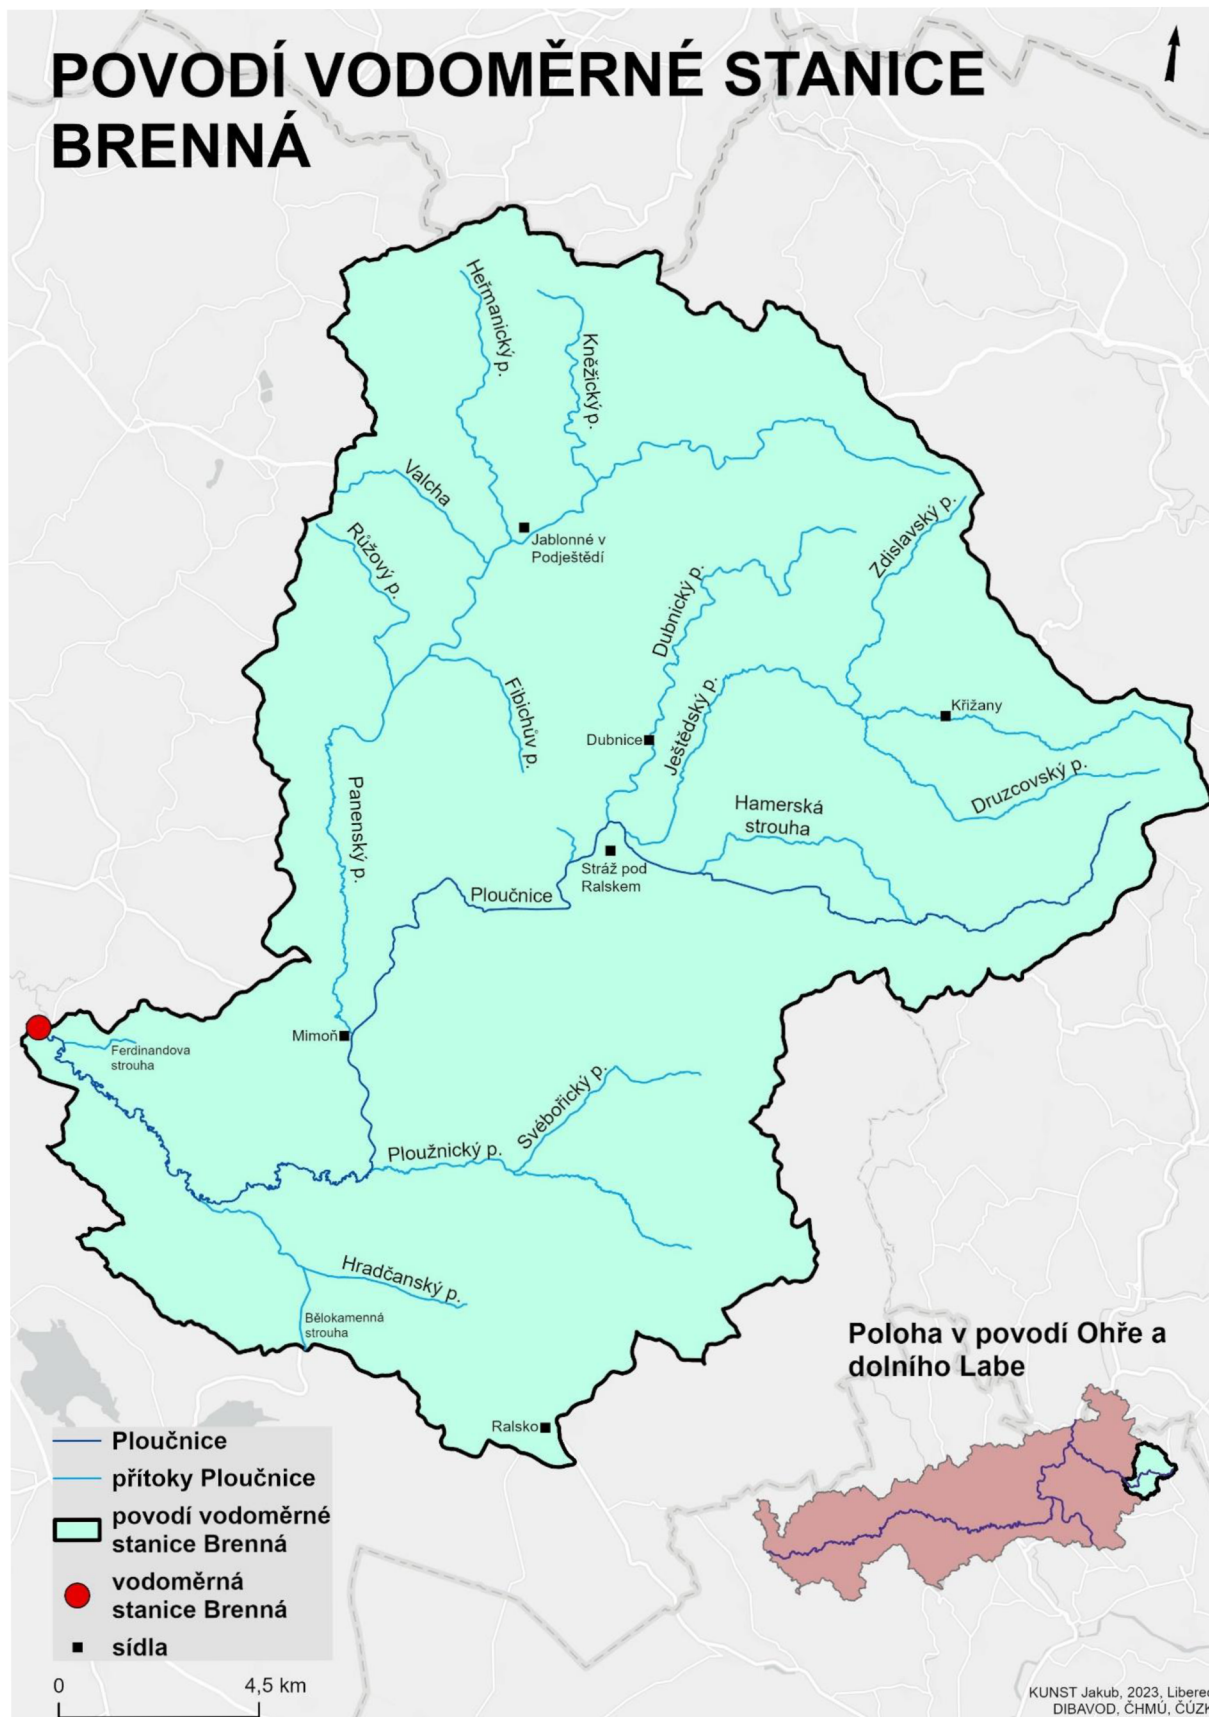 POVODÍ VODOMĚRNÉ STANICE
BRENNÁ
Heřmanický p.
Kněžický p.
Valcha
Růžový p.
Jablonné v
Podještědí
Zdislavský p.
Dubnický p.
Fibichův p.
Ještědský p.
Křižany
Dubnice
Druzcovský p.
Panenský p.
Hamerská
strouha
Stráž pod
Ralskem
Ploučnice
Mimoň
Ferdinandova
strouha
Svébořický p.
Ploužnický p.
Hradčanský p.
Bělokamenná
strouha
Ralsko
Poloha v povodí Ohře a
dolního Labe
Ploučnice
přítoky Ploučnice
povodí vodoměrné
stanice Brenná
vodoměrná
stanice Brenná
sídla
0 4,5 km
KUNST Jakub, 2023, Liberec
DIBAVOD, ČHMÚ, ČÚZK